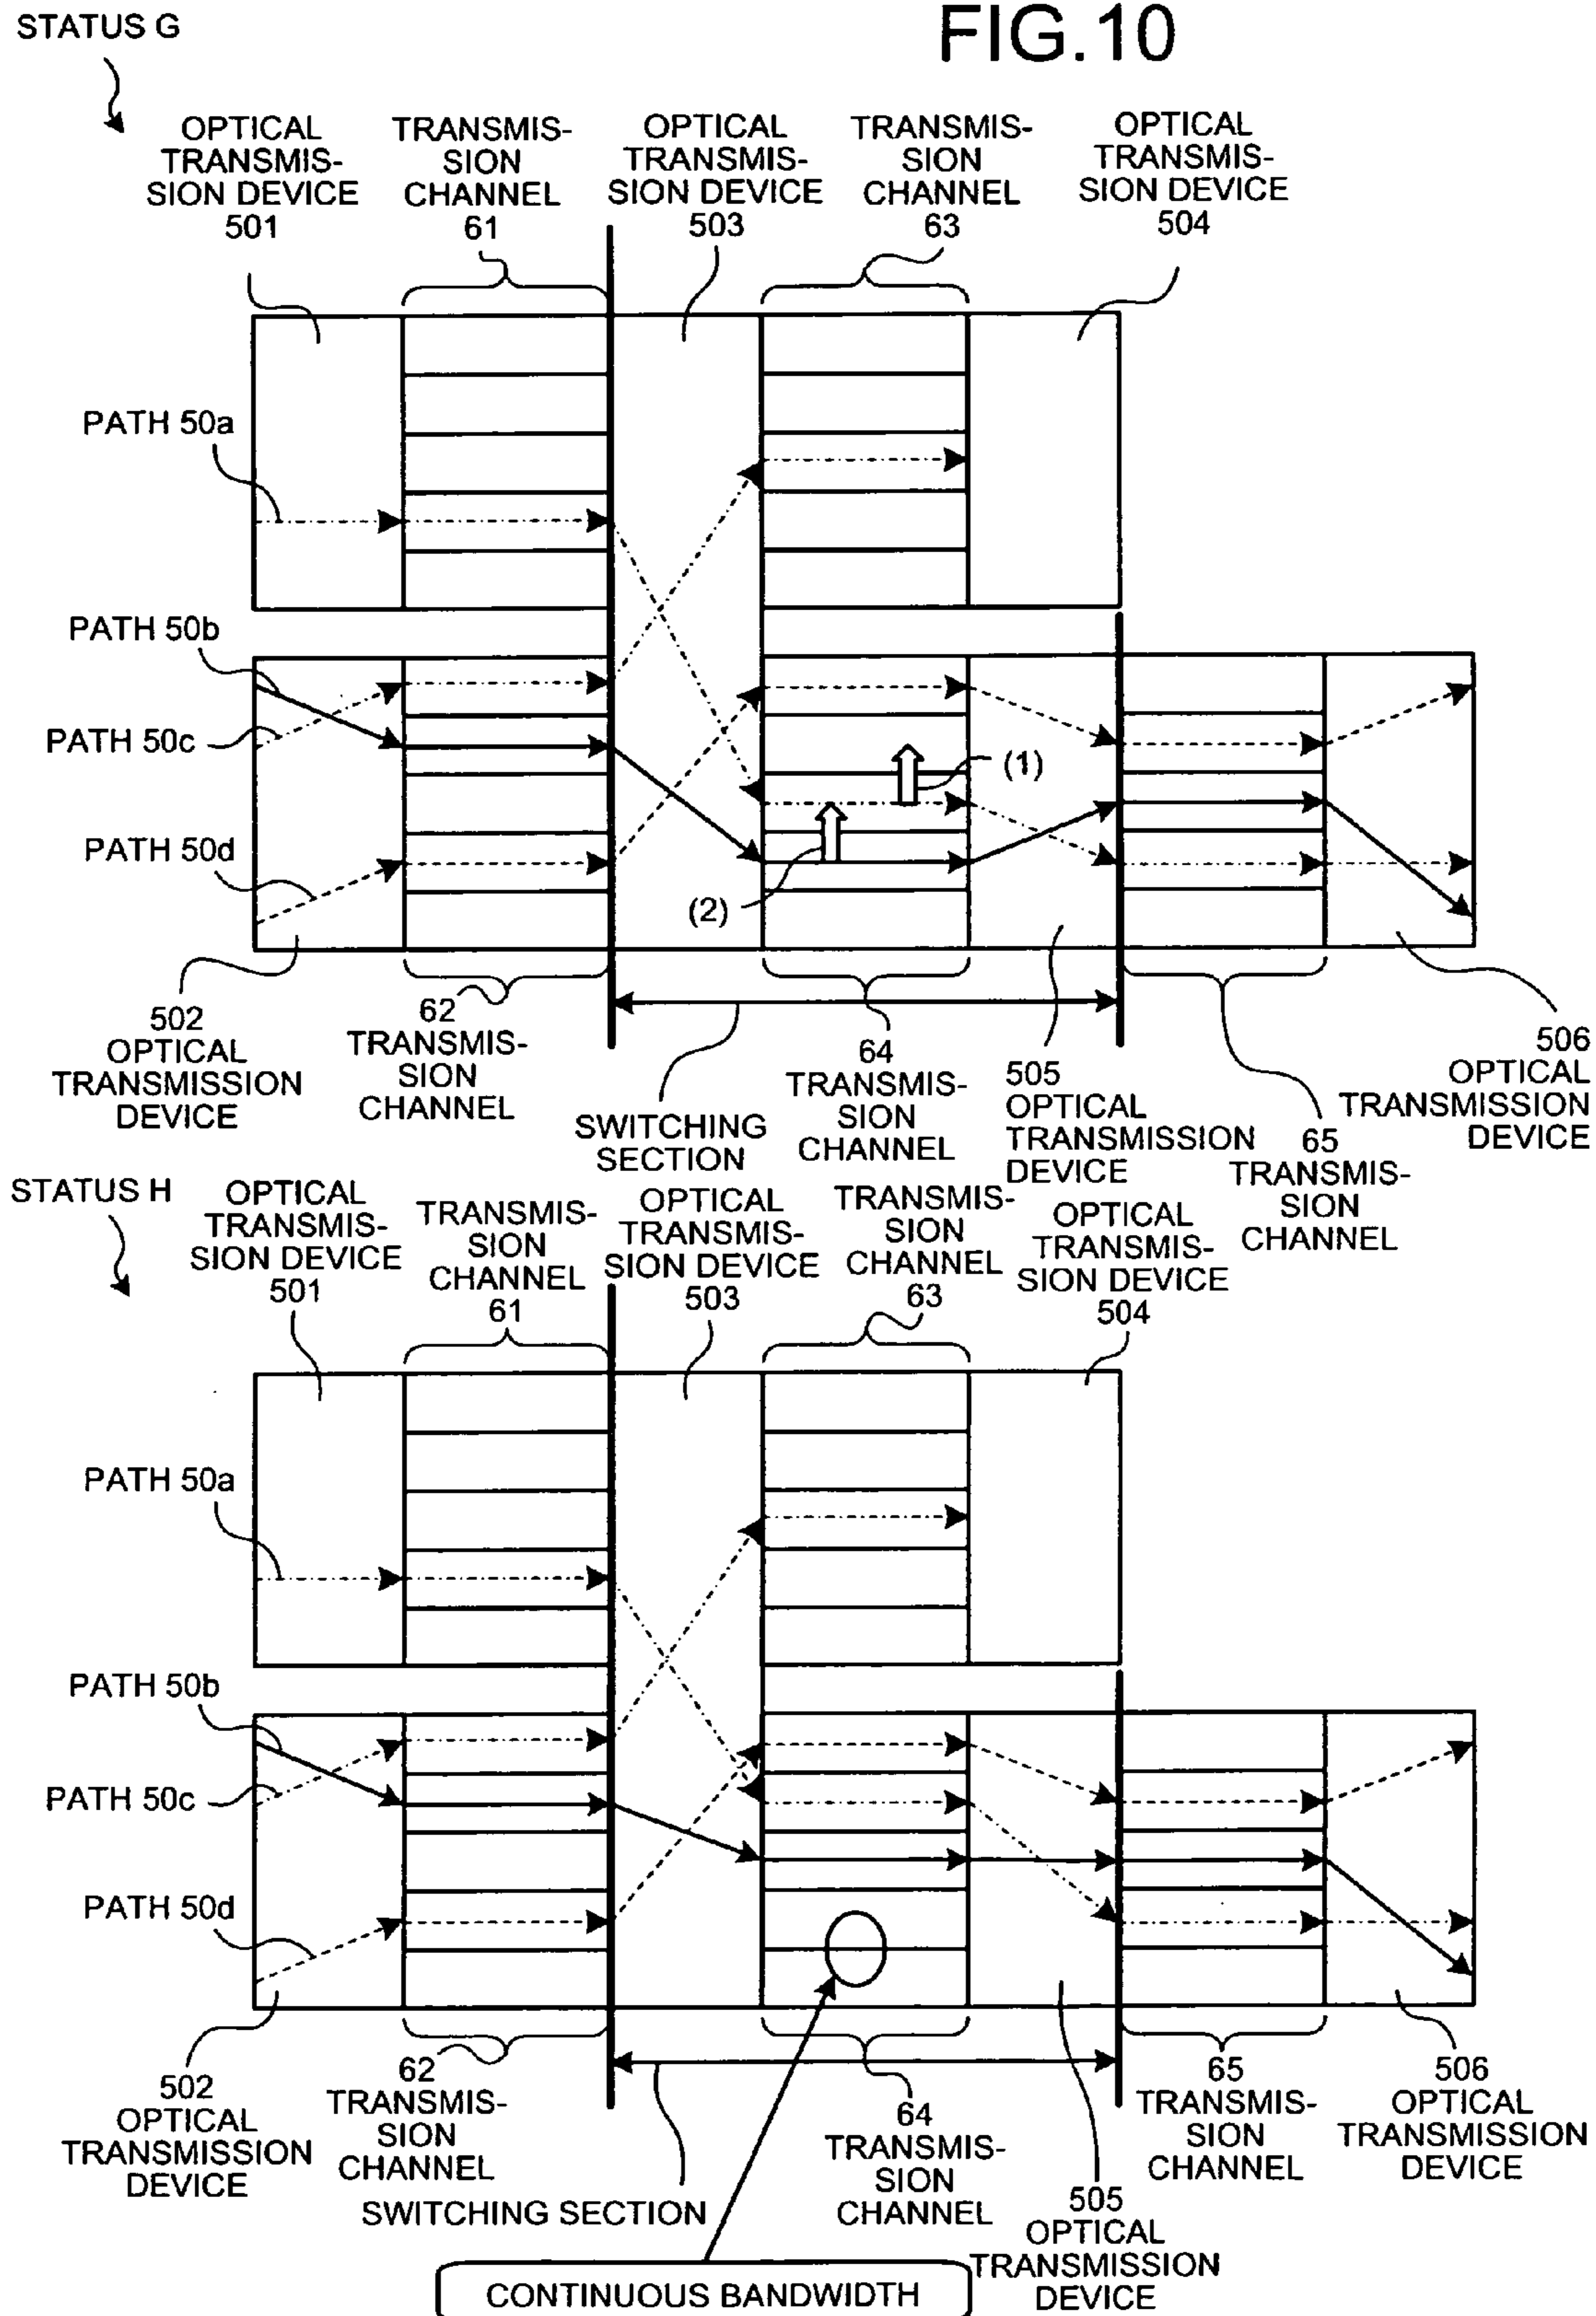 FIG.10
STATUS G
OPTICAL
TRANSMIS-
SION DEVICE
501
TRANSMIS-
SION
CHANNEL
61
OPTICAL
TRANSMIS-
SION DEVICE
503
TRANSMIS-
SION
CHANNEL
63
OPTICAL
TRANSMIS-
SION DEVICE
504
PATH 50a
PATH 50b
PATH 50c
PATH 50d
(1)
(2)
502
OPTICAL
TRANSMISSION
DEVICE
62
TRANSMIS-
SION
CHANNEL
SWITCHING
SECTION
64
TRANSMIS-
SION
CHANNEL
505
OPTICAL
TRANSMISSION
DEVICE
65
TRANSMIS-
SION
CHANNEL
506
OPTICAL
TRANSMISSION
DEVICE
STATUS H
OPTICAL
TRANSMIS-
SION DEVICE
501
TRANSMIS-
SION
CHANNEL
61
OPTICAL
TRANSMIS-
SION DEVICE
503
TRANSMIS-
SION
CHANNEL
63
OPTICAL
TRANSMIS-
SION DEVICE
504
PATH 50a
PATH 50b
PATH 50c
PATH 50d
502
OPTICAL
TRANSMISSION
DEVICE
62
TRANSMIS-
SION
CHANNEL
SWITCHING SECTION
64
TRANSMIS-
SION
CHANNEL
505
OPTICAL
TRANSMISSION
DEVICE
65
TRANSMIS-
SION
CHANNEL
506
OPTICAL
TRANSMISSION
DEVICE
CONTINUOUS BANDWIDTH